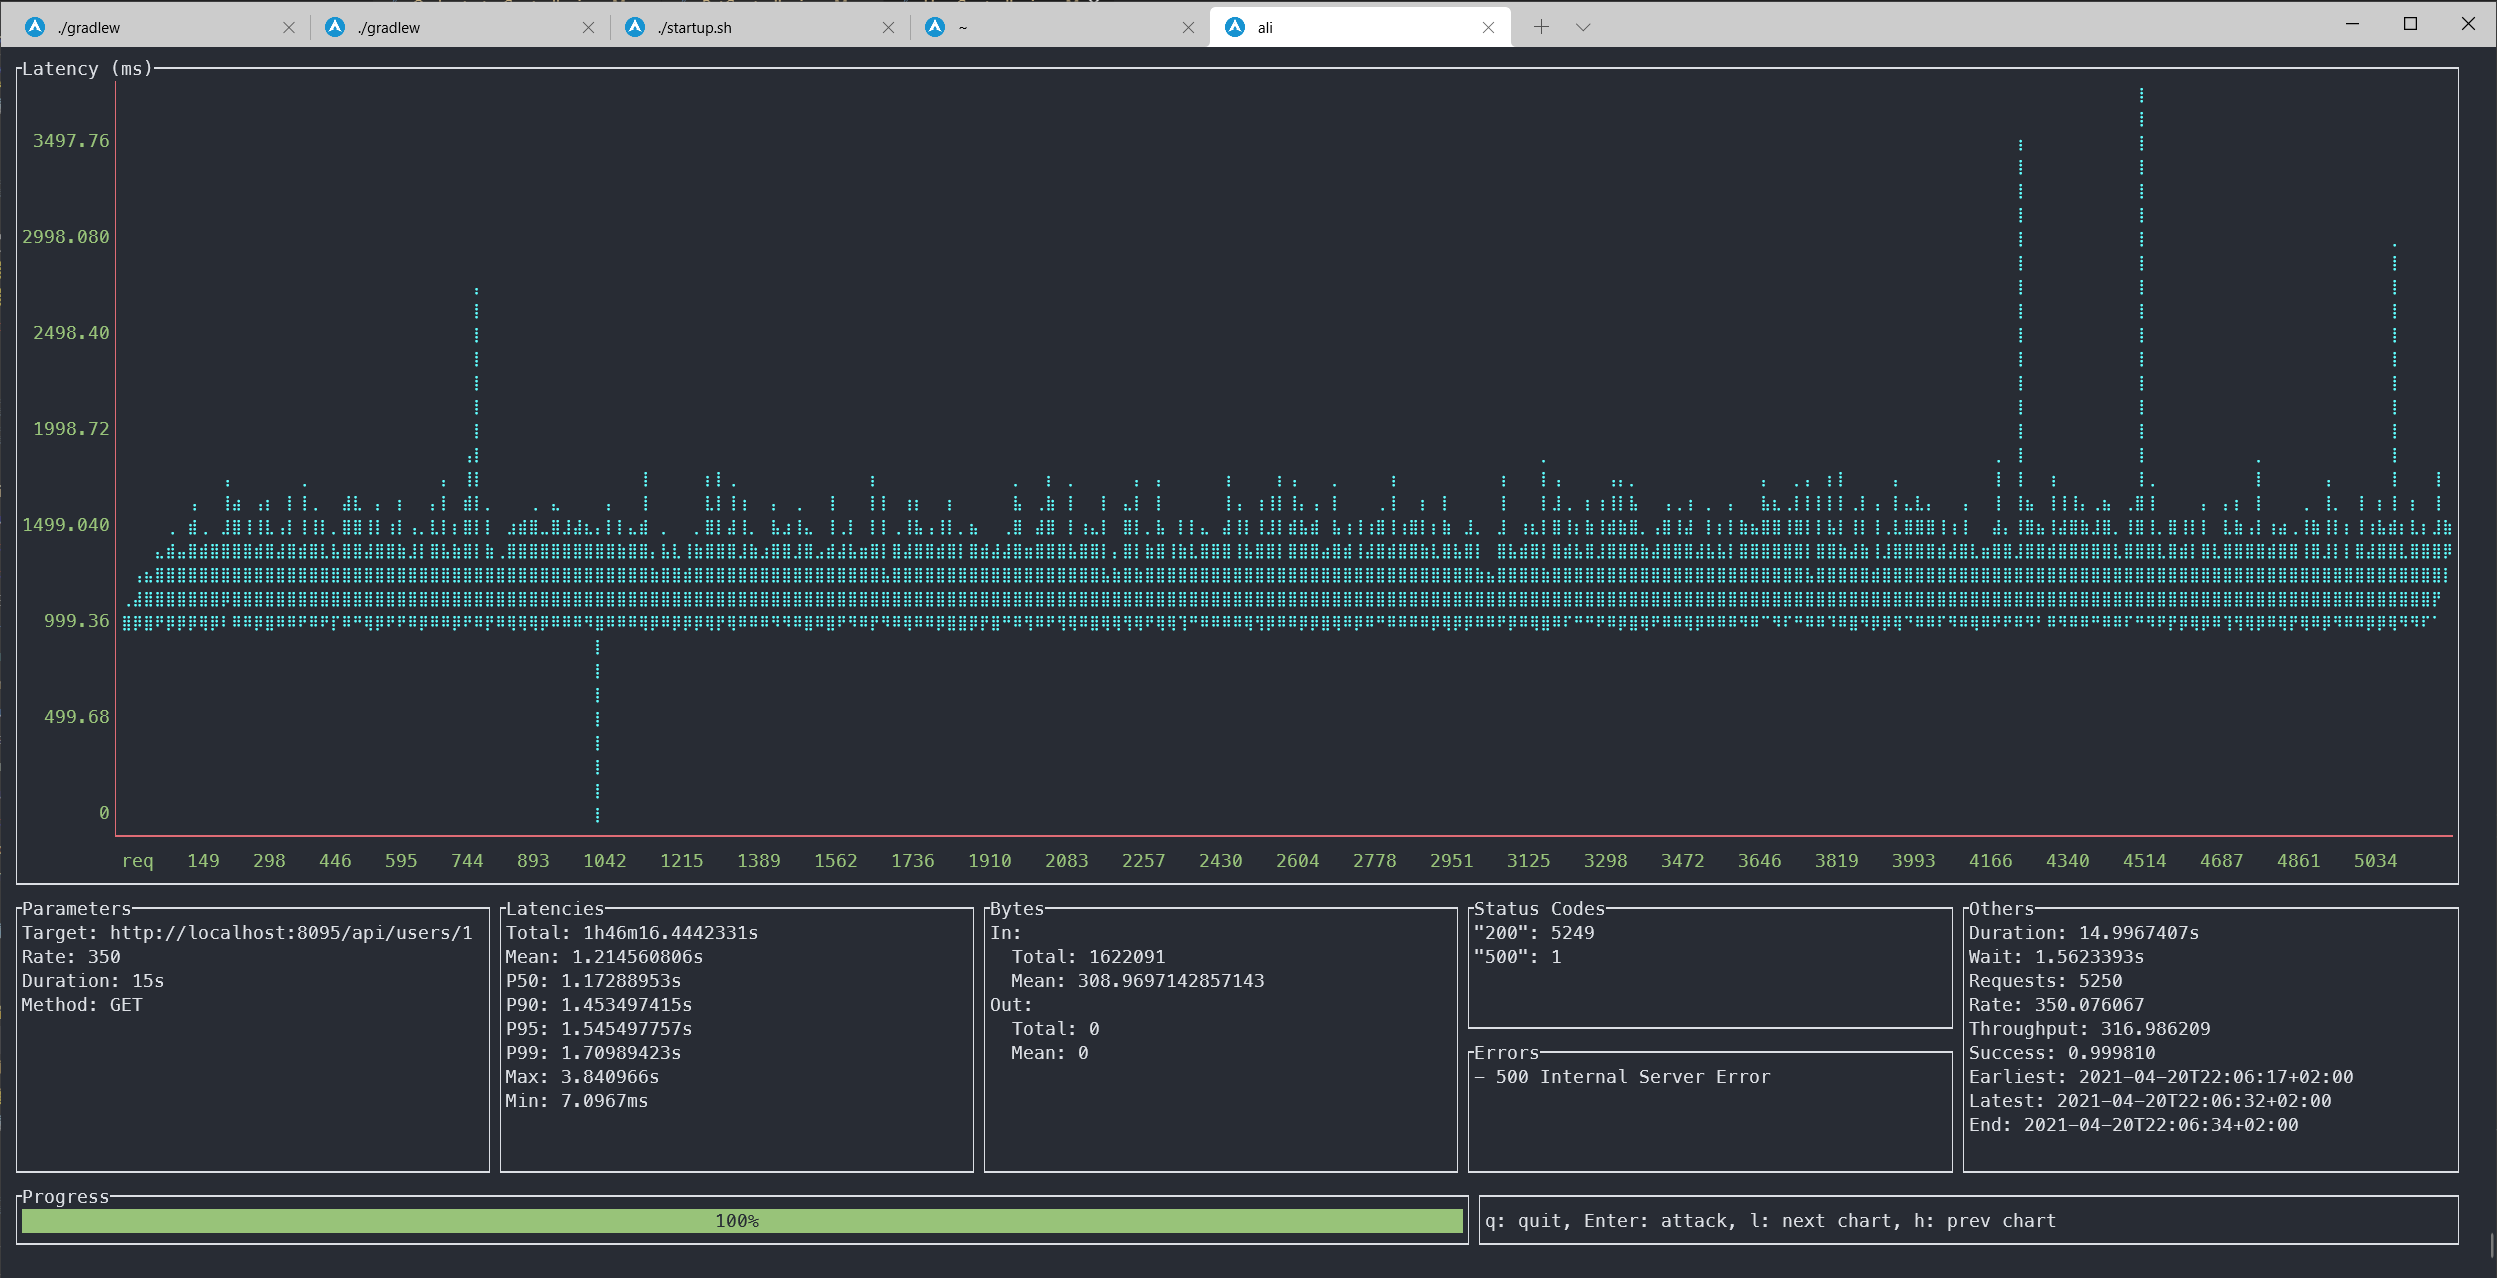 ./gradlew ./gradlew ./startup.sh ~ ali
Latency (ms)
3497.76
2998.080
2498.40
1998.72
1499.040
999.36
499.68
0
req 149 298 446 595 744 893 1042 1215 1389 1562 1736 1910 2083 2257 2430 2604 2778 2951 3125 3298 3472 3646 3819 3993 4166 4340 4514 4687 4861 5034
Parameters
Target: http://localhost:8095/api/users/1
Rate: 350
Duration: 15s
Method: GET
Latencies
Total: 1h46m16.4442331s
Mean: 1.214560806s
P50: 1.17288953s
P90: 1.453497415s
P95: 1.545497757s
P99: 1.70989423s
Max: 3.840966s
Min: 7.0967ms
Bytes
In:
Total: 1622091
Mean: 308.9697142857143
Out:
Total: 0
Mean: 0
Status Codes
"200": 5249
"500": 1
Errors
- 500 Internal Server Error
Others
Duration: 14.9967407s
Wait: 1.5623393s
Requests: 5250
Rate: 350.076067
Throughput: 316.986209
Success: 0.999810
Earliest: 2021-04-20T22:06:17+02:00
Latest: 2021-04-20T22:06:32+02:00
End: 2021-04-20T22:06:34+02:00
Progress
100%
q: quit, Enter: attack, l: next chart, h: prev chart